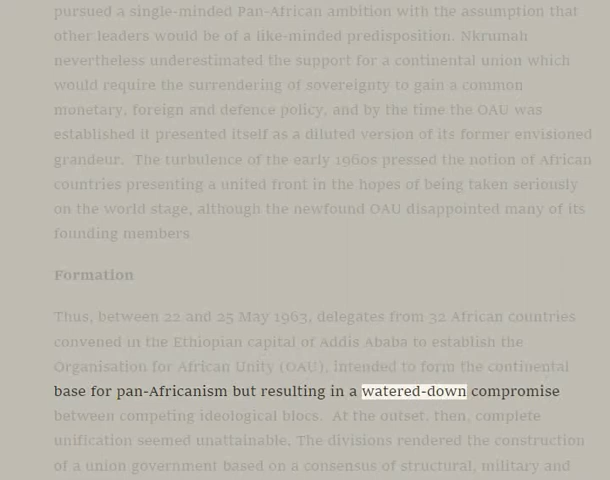 pursued a single-minded Pan-African ambition with the assumption that
other leaders would be of a like-minded predisposition. Nkrumah
nevertheless underestimated the support for a continental union which
would require the surrendering of sovereignty to gain a common
monetary, foreign and defence policy, and by the time the OAU was
established it presented itself as a diluted version of its former envisioned
grandeur.  The turbulence of the early 1960s pressed the notion of African
countries presenting a united front in the hopes of being taken seriously
on the world stage, although the newfound OAU disappointed many of its
founding members
Formation
Thus, between 22 and 25 May 1963, delegates from 32 African countries
convened in the Ethiopian capital of Addis Ababa to establish the
Organisation for African Unity (OAU), intended to form the continental
base for pan-Africanism but resulting in a watered-down compromise
between competing ideological blocs.  At the outset, then, complete
unification seemed unattainable. The divisions rendered the construction
of a union government based on a consensus of structural, military and